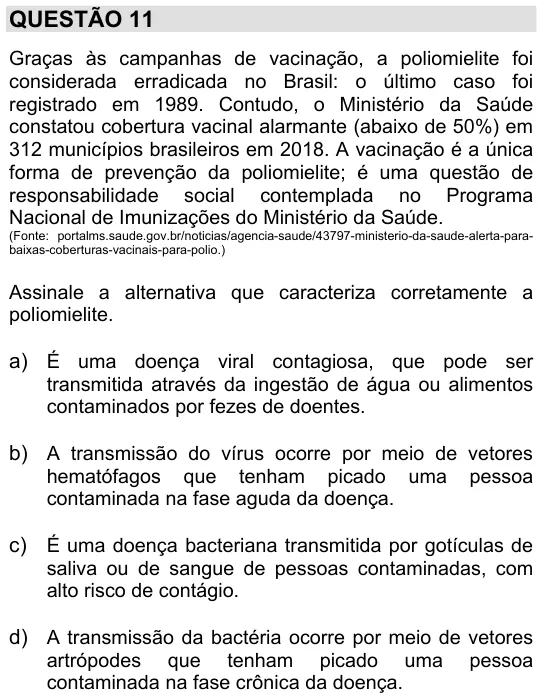 QUESTÃO 11
Graças às campanhas de vacinação, a poliomielite foi
considerada erradicada no Brasil: o último caso foi
registrado em 1989. Contudo, o Ministério da Saúde
constatou cobertura vacinal alarmante (abaixo de 50%) em
312 municípios brasileiros em 2018. A vacinação é a única
forma de prevenção da poliomielite; é uma questão de
responsabilidade social contemplada no Programa
Nacional de Imunizações do Ministério da Saúde.
(Fonte: portalms.saude.gov.br/noticias/agencia-saude/43797-ministerio-da-saude-alerta-para-
baixas-coberturas-vacinais-para-polio.)
Assinale a alternativa que caracteriza corretamente a
poliomielite.
a) É uma doença viral contagiosa, que pode ser
transmitida através da ingestão de água ou alimentos
contaminados por fezes de doentes.
b) A transmissão do vírus ocorre por meio de vetores
hematófagos que tenham picado uma pessoa
contaminada na fase aguda da doença.
c) É uma doença bacteriana transmitida por gotículas de
saliva ou de sangue de pessoas contaminadas, com
alto risco de contágio.
d) A transmissão da bactéria ocorre por meio de vetores
artrópodes que tenham picado uma pessoa
contaminada na fase crônica da doença.